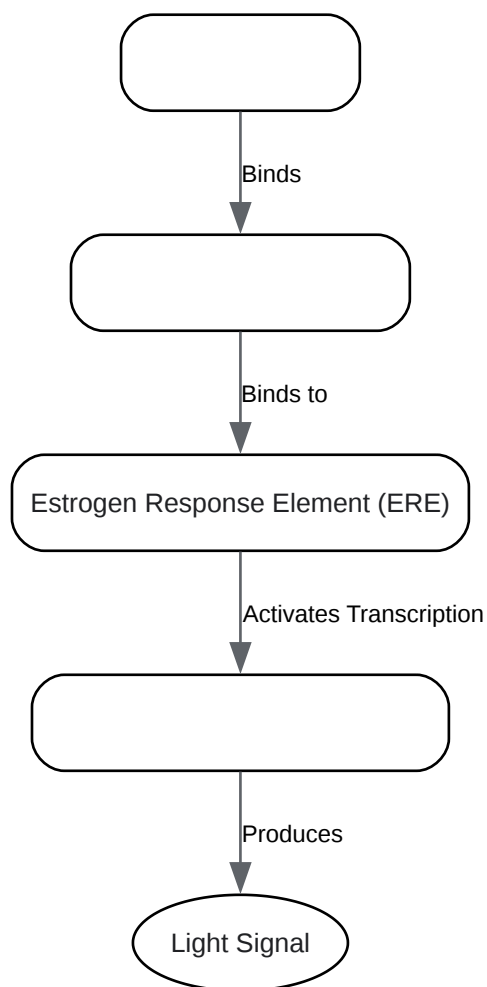 Binds
Binds to
Estrogen Response Element (ERE)
Activates Transcription
Produces
Light Signal